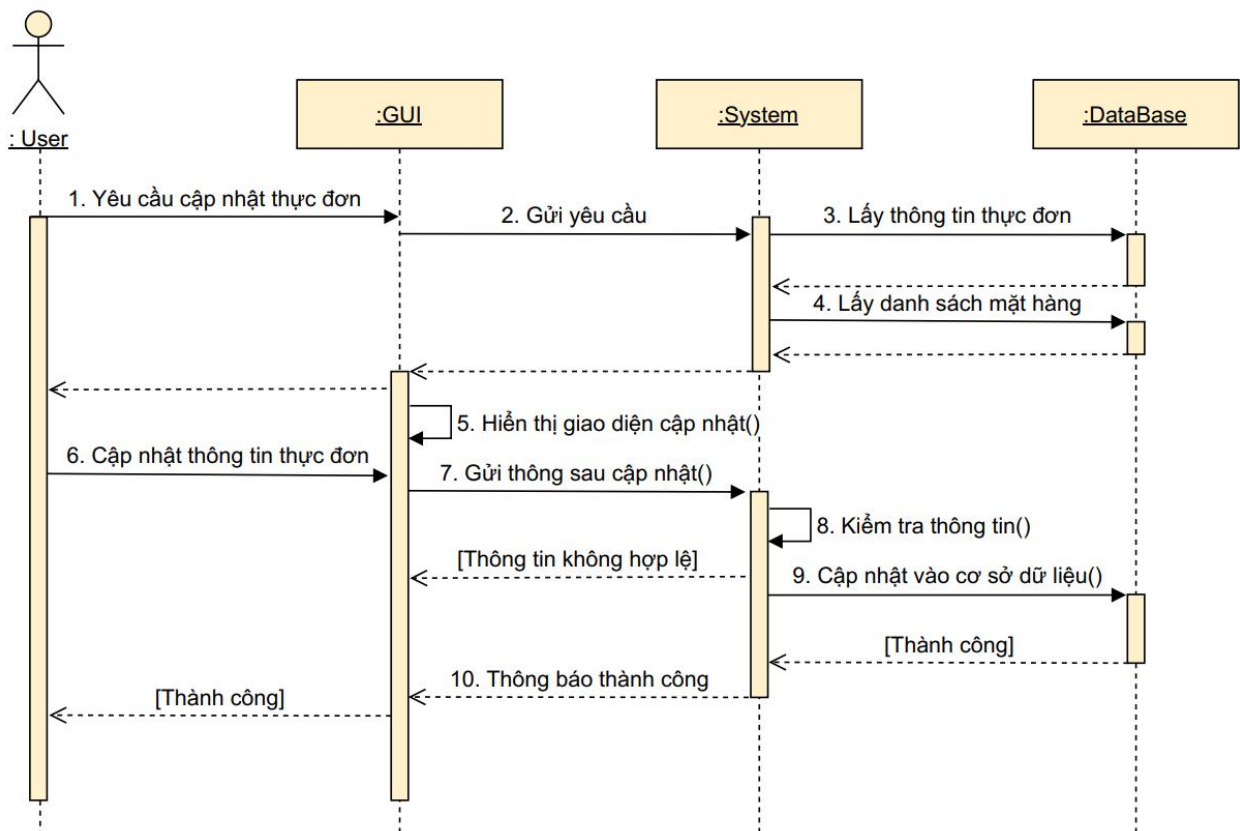 : User
:GUI
:System
:DataBase
1. Yêu cầu cập nhật thực đơn
2. Gửi yêu cầu
3. Lấy thông tin thực đơn
4. Lấy danh sách mặt hàng
5. Hiển thị giao diện cập nhật()
6. Cập nhật thông tin thực đơn
7. Gửi thông sau cập nhật()
8. Kiểm tra thông tin()
[Thông tin không hợp lệ]
9. Cập nhật vào cơ sở dữ liệu()
[Thành công]
10. Thông báo thành công
[Thành công]